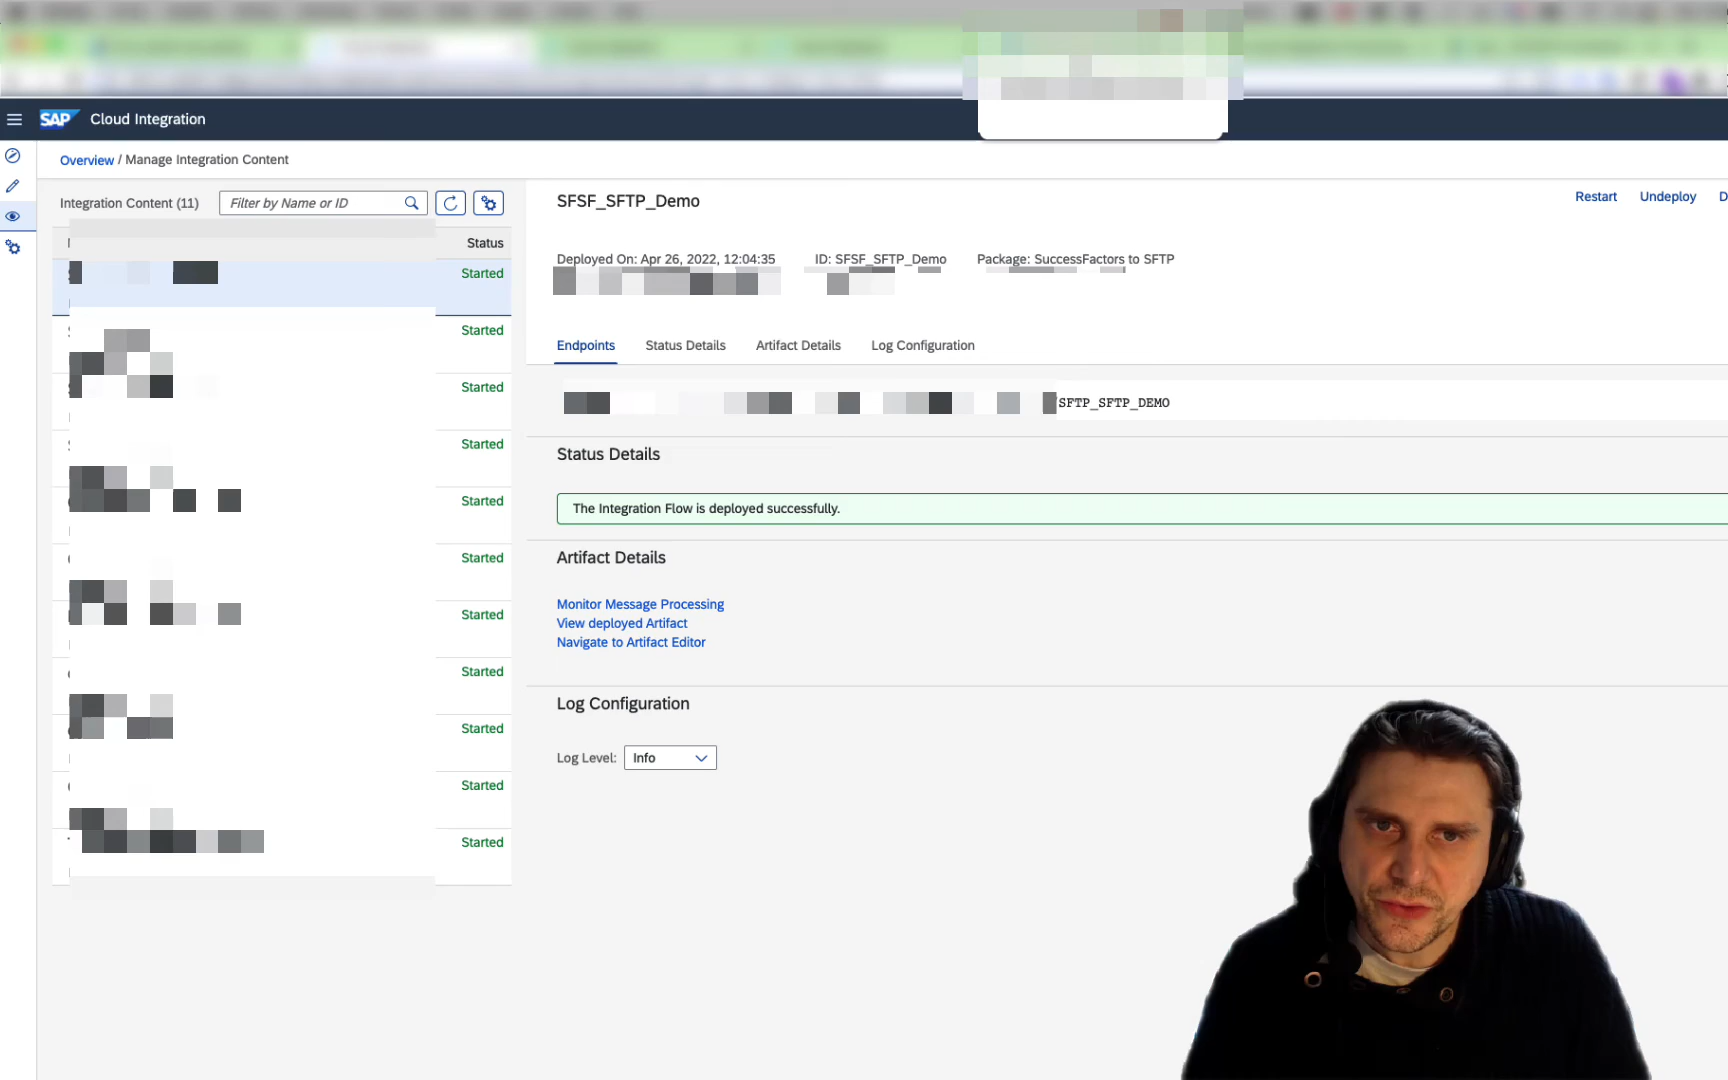 SAP Cloud Integration
Overview / Manage Integration Content
Integration Content (11)
Filter by Name or ID
Status
Started
Started
Started
Started
Started
Started
Started
Started
Started
Started
Started
SFSF_SFTP_Demo
Restart Undeploy D
Deployed On: Apr 26, 2022, 12:04:35 ID: SFSF_SFTP_Demo Package: SuccessFactors to SFTP
Endpoints Status Details Artifact Details Log Configuration
SFTP_SFTP_DEMO
Status Details
The Integration Flow is deployed successfully.
Artifact Details
Monitor Message Processing
View deployed Artifact
Navigate to Artifact Editor
Log Configuration
Log Level: Info